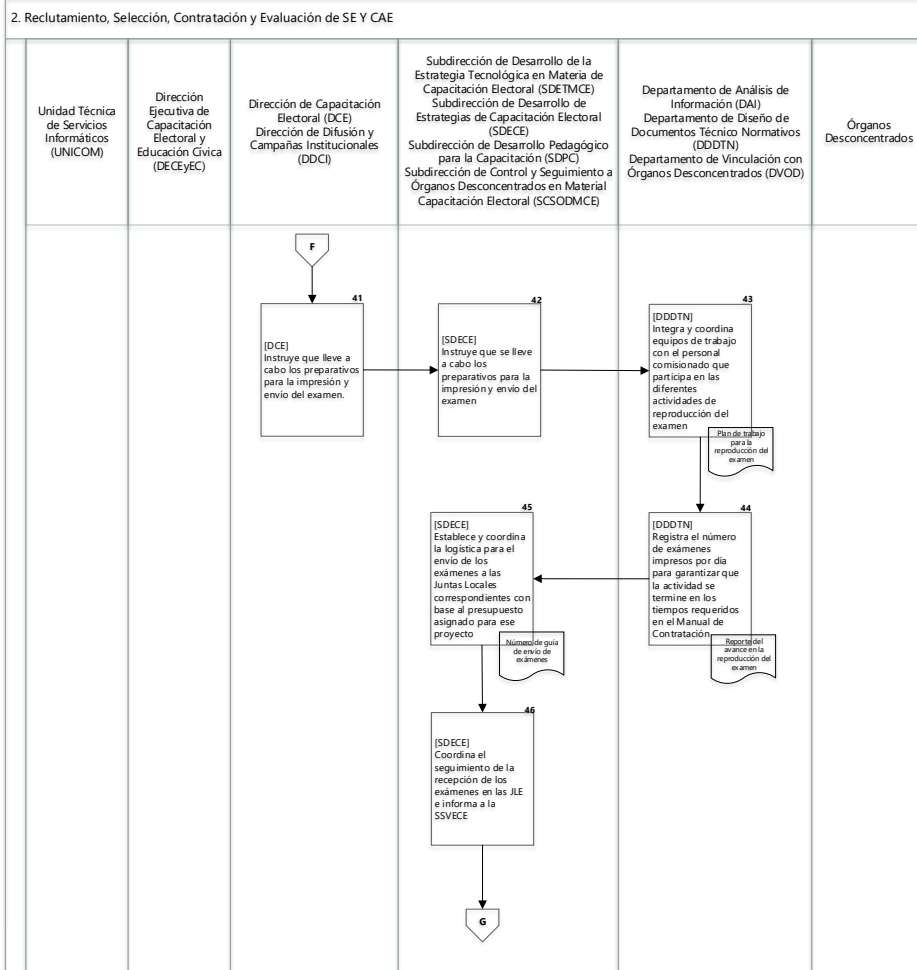 2. Reclutamiento, Selección, Contratación y Evaluación de SE Y CAE
Unidad Técnica
de Servicios
Informáticos
(UNICOM)
Dirección
Ejecutiva de
Capacitación
Electoral y
Educación Cívica
(DECEyEC)
Dirección de Capacitación
Electoral (DCE)
Dirección de Difusión y
Campañas Institucionales
(DDCI)
Subdirección de Desarrollo de la
Estrategia Tecnológica en Materia de
Capacitación Electoral (SDETMCE)
Subdirección de Desarrollo de
Estrategias de Capacitación Electoral
(SDECE)
Subdirección de Desarrollo Pedagógico
para la Capacitación (SDPC)
Subdirección de Control y Seguimiento a
Órganos Desconcentrados en Material
Capacitación Electoral (SCSODMCE)
Departamento de Análisis de
Información (DAI)
Departamento de Diseño de
Documentos Técnico Normativos
(DDDTN)
Departamento de Vinculación con
Órganos Desconcentrados (DVOD)
Órganos
Desconcentrados
F
41
[DCE]
Instruye que lleve a
cabo los preparativos
para la impresión y
envío del examen.
42
[SDECE]
Instruye que se lleve
a cabo los
preparativos para la
impresión y envío del
examen
43
[DDDTN]
Integra y coordina
equipos de trabajo
con el personal
comisionado que
participa en las
diferentes
actividades de
reproducción del
examen
Plan de trabajo
para la
reproducción del
examen
44
[DDDTN]
Registra el número
de exámenes
impresos por día
para garantizar que
la actividad se
termine en los
tiempos requeridos
en el Manual de
Contratación
Reporte del
avance en la
reproducción del
examen
45
[SDECE]
Establece y coordina
la logística para el
envío de los
exámenes a las
Juntas Locales
correspondientes con
base al presupuesto
asignado para ese
proyecto
Número de guía
de envío de
exámenes
46
[SDECE]
Coordina el
seguimiento de la
recepción de los
exámenes en las JLE
e informa a la
SSVECE
G